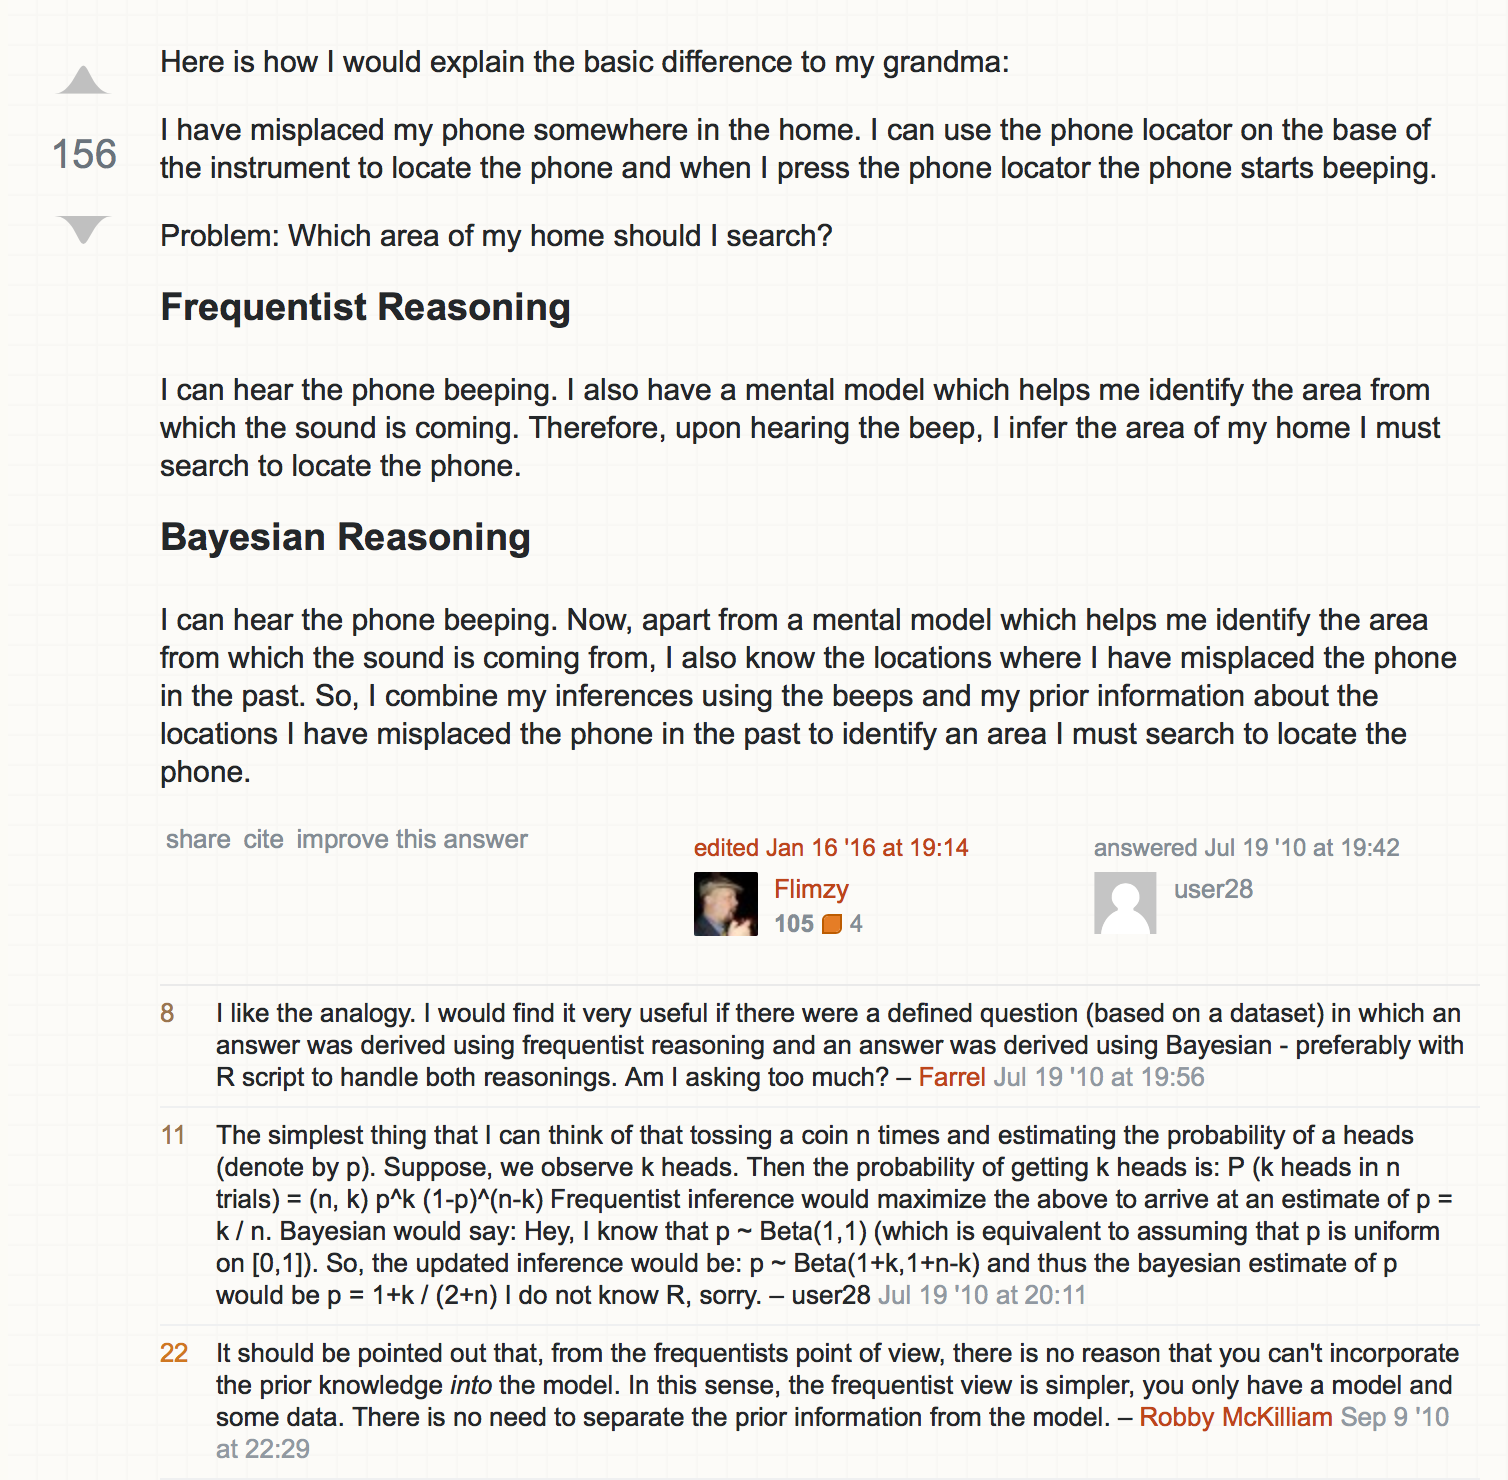 Here is how I would explain the basic difference to my grandma:
156
I have misplaced my phone somewhere in the home. I can use the phone locator on the base of
the instrument to locate the phone and when I press the phone locator the phone starts beeping.
Problem: Which area of my home should I search?
Frequentist Reasoning
I can hear the phone beeping. I also have a mental model which helps me identify the area from
which the sound is coming. Therefore, upon hearing the beep, I infer the area of my home I must
search to locate the phone.
Bayesian Reasoning
I can hear the phone beeping. Now, apart from a mental model which helps me identify the area
from which the sound is coming from, I also know the locations where I have misplaced the phone
in the past. So, I combine my inferences using the beeps and my prior information about the
locations I have misplaced the phone in the past to identify an area I must search to locate the
phone.
share cite improve this answer
edited Jan 16 '16 at 19:14
Flimzy
105 4
answered Jul 19 '10 at 19:42
user28
8 I like the analogy. I would find it very useful if there were a defined question (based on a dataset) in which an
answer was derived using frequentist reasoning and an answer was derived using Bayesian - preferably with
R script to handle both reasonings. Am I asking too much? – Farrel Jul 19 '10 at 19:56
11 The simplest thing that I can think of that tossing a coin n times and estimating the probability of a heads
(denote by p). Suppose, we observe k heads. Then the probability of getting k heads is: P (k heads in n
trials) = (n, k) p^k (1-p)^(n-k) Frequentist inference would maximize the above to arrive at an estimate of p =
k / n. Bayesian would say: Hey, I know that p ~ Beta(1,1) (which is equivalent to assuming that p is uniform
on [0,1]). So, the updated inference would be: p ~ Beta(1+k,1+n-k) and thus the bayesian estimate of p
would be p = 1+k / (2+n) I do not know R, sorry. – user28 Jul 19 '10 at 20:11
22 It should be pointed out that, from the frequentists point of view, there is no reason that you can't incorporate
the prior knowledge into the model. In this sense, the frequentist view is simpler, you only have a model and
some data. There is no need to separate the prior information from the model. – Robby McKilliam Sep 9 '10
at 22:29